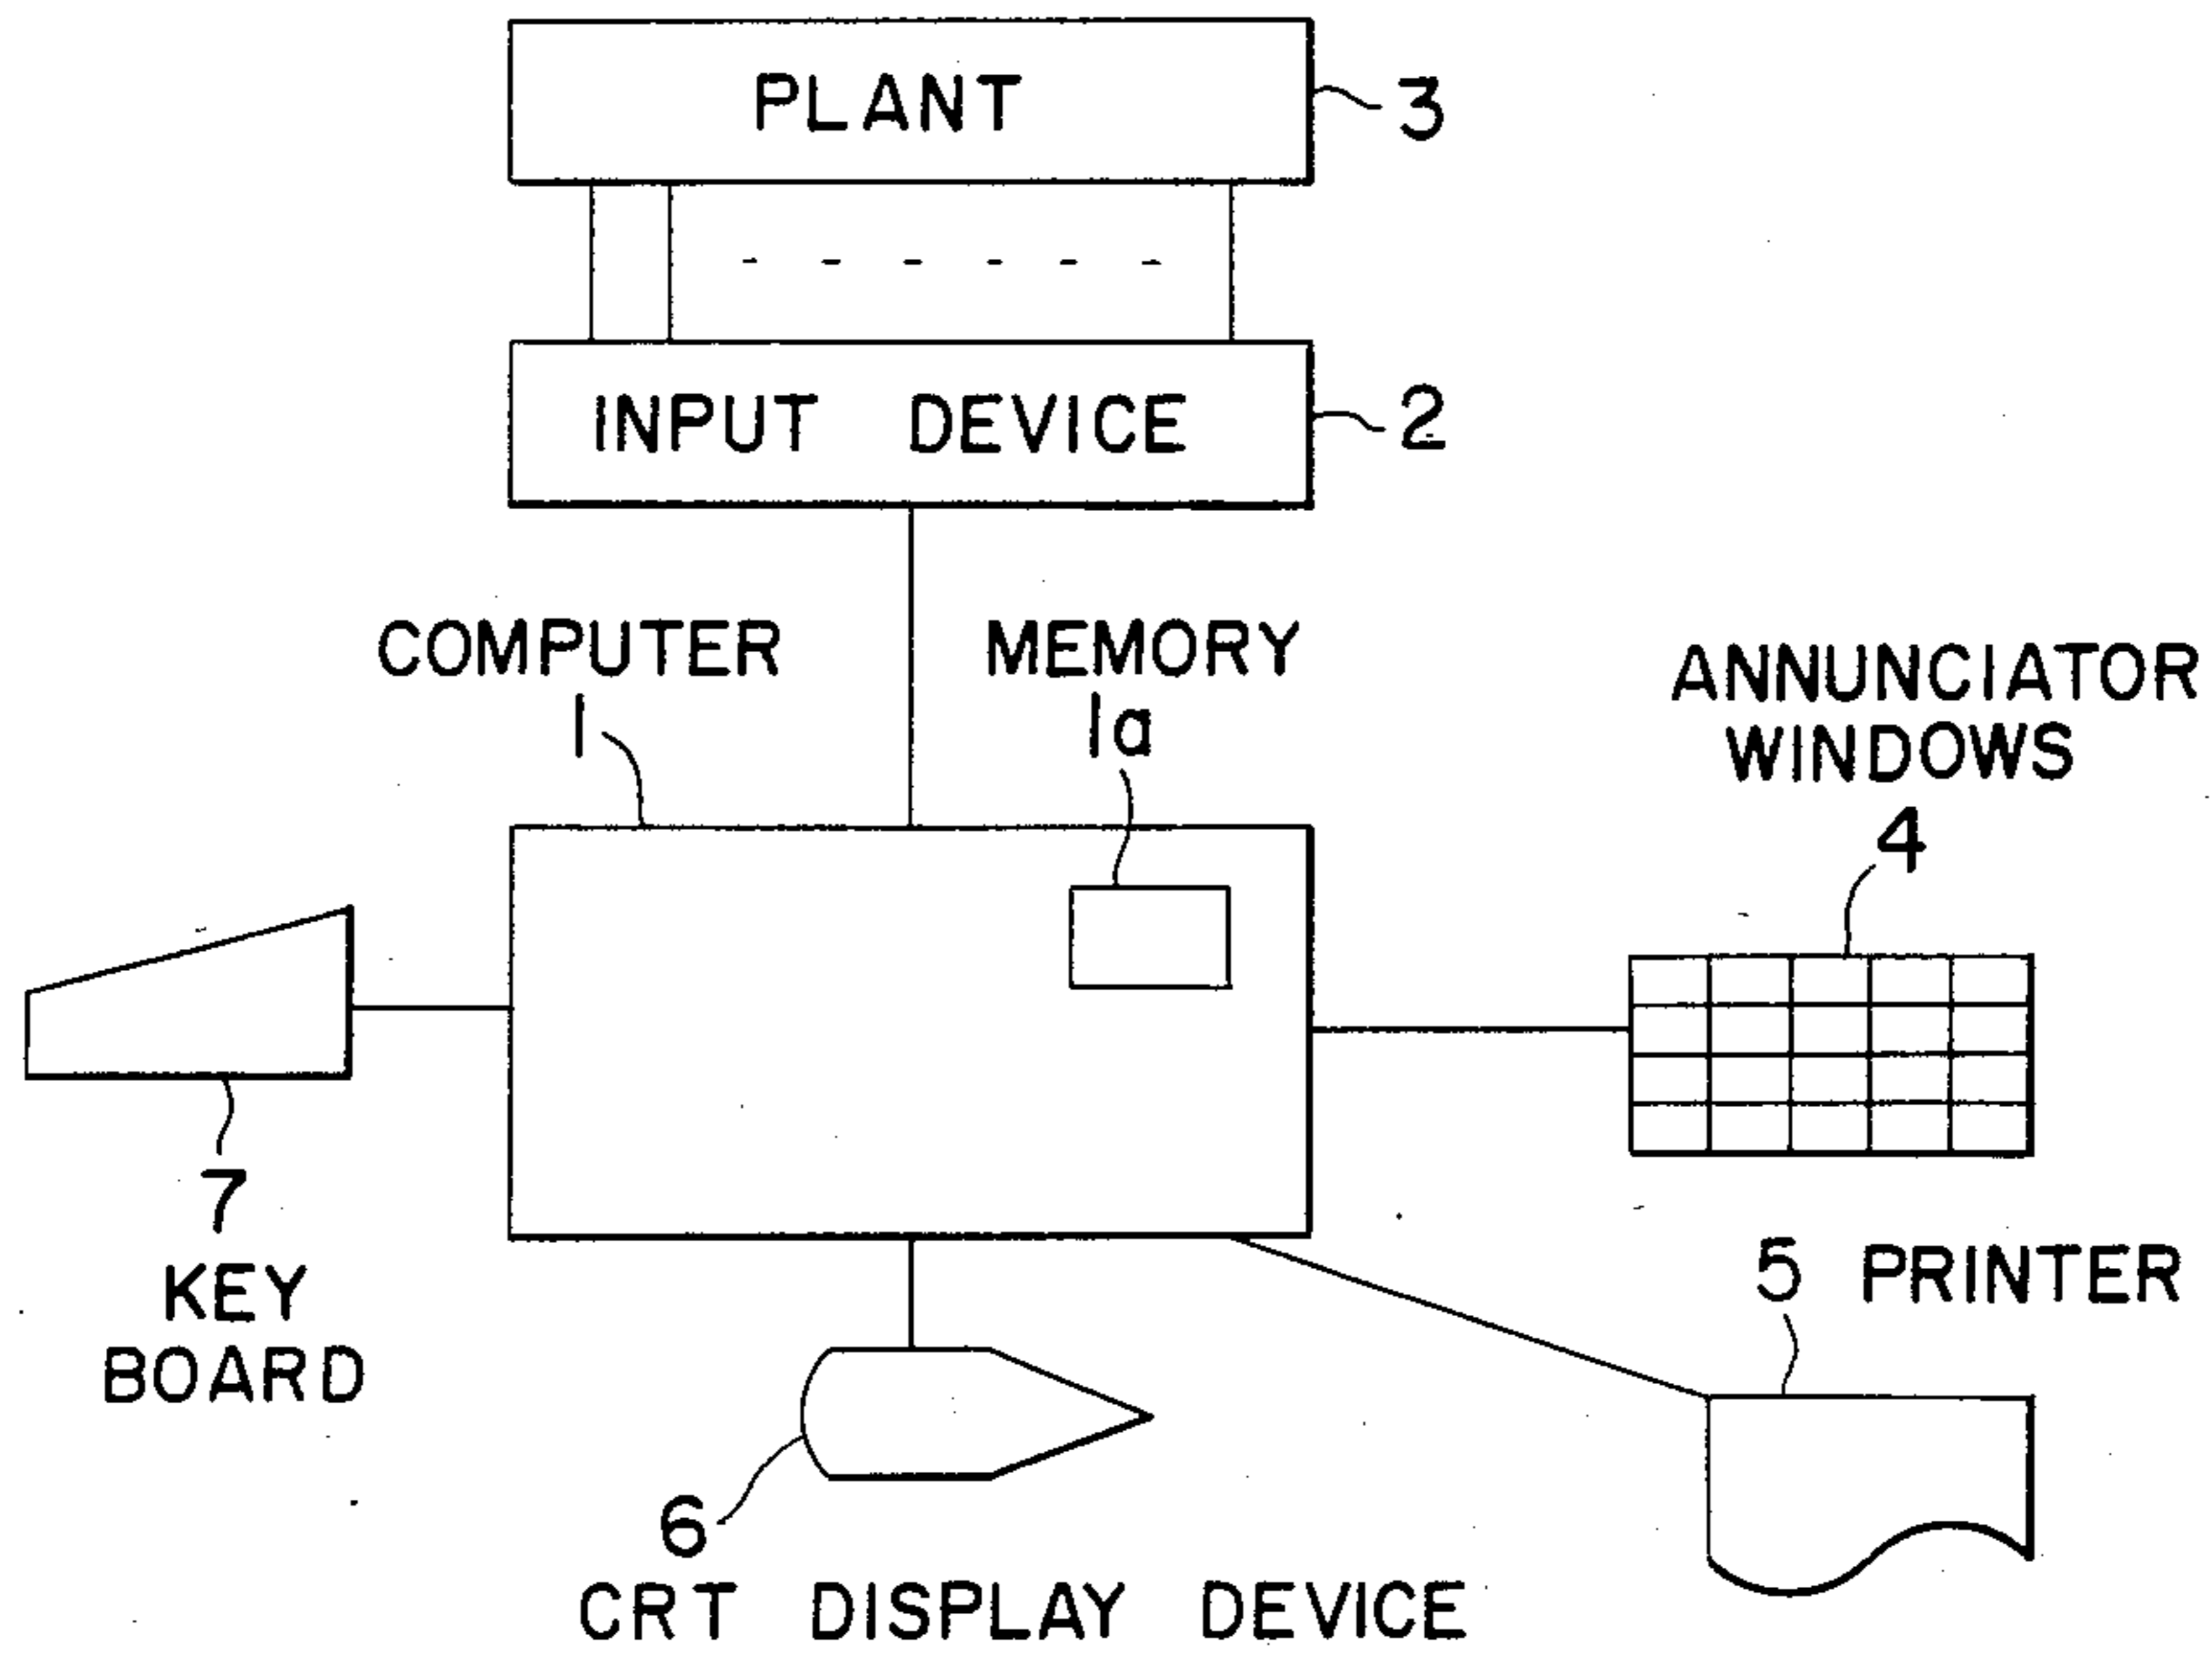 PLANT
3
INPUT DEVICE
2
COMPUTER
1
MEMORY
1a
ANNUNCIATOR
WINDOWS
4
7
KEY
BOARD
5 PRINTER
6
CRT DISPLAY DEVICE